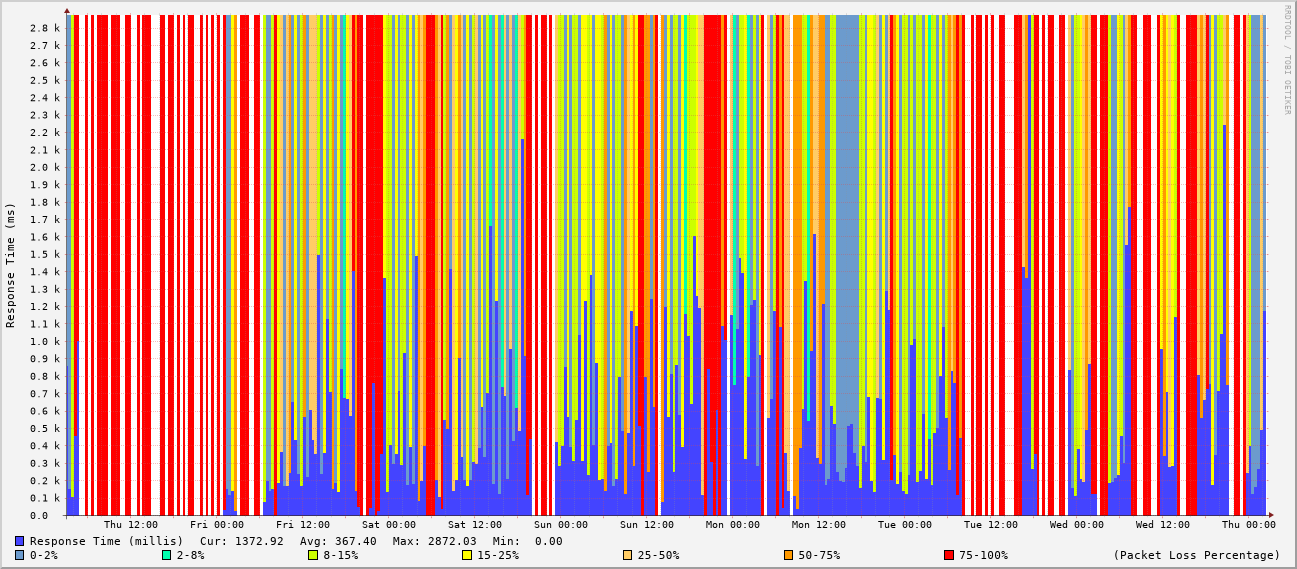 RRDTOOL / TOBI OETIKER
Response Time (ms)
2.8 k
2.7 k
2.6 k
2.5 k
2.4 k
2.3 k
2.2 k
2.1 k
2.0 k
1.9 k
1.8 k
1.7 k
1.6 k
1.5 k
1.4 k
1.3 k
1.2 k
1.1 k
1.0 k
0.9 k
0.8 k
0.7 k
0.6 k
0.5 k
0.4 k
0.3 k
0.2 k
0.1 k
0.0
Thu 12:00 Fri 00:00 Fri 12:00 Sat 00:00 Sat 12:00 Sun 00:00 Sun 12:00 Mon 00:00 Mon 12:00 Tue 00:00 Tue 12:00 Wed 00:00 Wed 12:00 Thu 00:00
Response Time (millis) Cur: 1372.92 Avg: 367.40 Max: 2872.03 Min: 0.00
0-2% 2-8% 8-15% 15-25% 25-50% 50-75% 75-100% (Packet Loss Percentage)